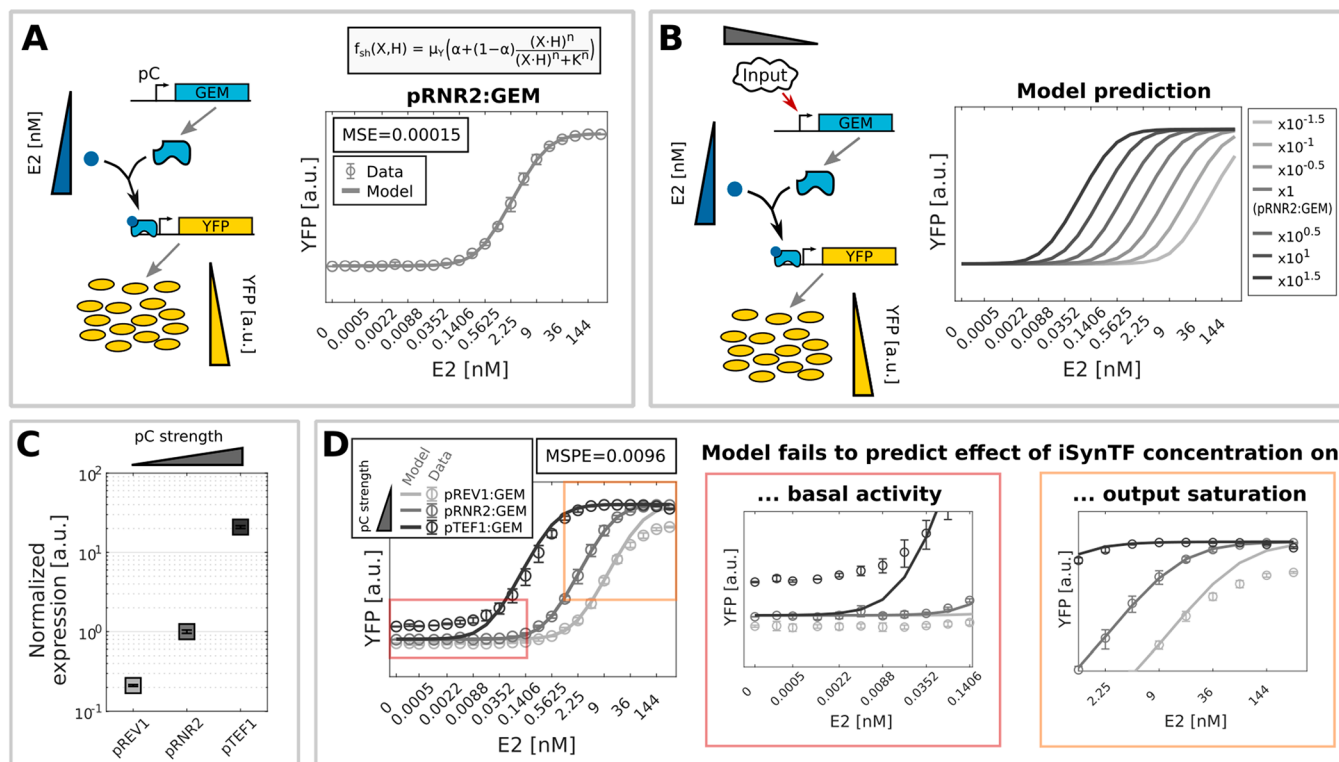 A
f_sh(X,H) = μ_Y(α+(1−α) (X·H)^n / ((X·H)^n+K^n))
pC
GEM
E2 [nM]
YFP
YFP [a.u.]
pRNR2:GEM
MSE=0.00015
Data
Model
YFP [a.u.]
0 0.0005 0.0022 0.0088 0.0352 0.1406 0.5625 2.25 9 36 144
E2 [nM]
B
Input
GEM
E2 [nM]
YFP
YFP [a.u.]
Model prediction
YFP [a.u.]
0 0.0005 0.0022 0.0088 0.0352 0.1406 0.5625 2.25 9 36 144
E2 [nM]
x10^-1.5
x10^-1
x10^-0.5
x1
(pRNR2:GEM)
x10^0.5
x10^1
x10^1.5
C
pC strength
Normalized
expression [a.u.]
10^2
10^1
10^0
10^-1
pREV1 pRNR2 pTEF1
D
pC strength
Model
Data
pREV1:GEM
pRNR2:GEM
pTEF1:GEM
MSPE=0.0096
YFP [a.u.]
0 0.0005 0.0022 0.0088 0.0352 0.1406 0.5625 2.25 9 36 144
E2 [nM]
Model fails to predict effect of iSynTF concentration on
... basal activity
YFP [a.u.]
0 0.0005 0.0022 0.0088 0.0352 0.1406
E2 [nM]
... output saturation
YFP [a.u.]
2.25 9 36 144
E2 [nM]